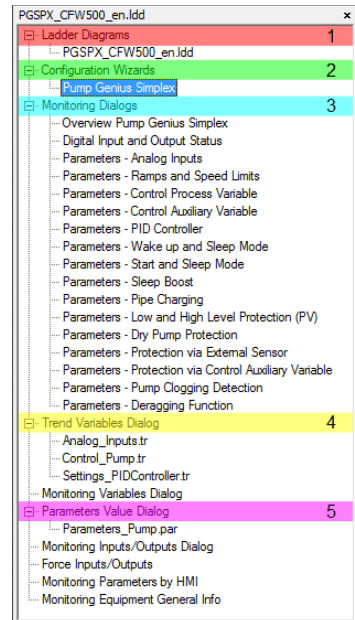 PGSPX_CFW500_en.ldd x
Ladder Diagrams 1
PGSPX_CFW500_en.ldd
Configuration Wizards 2
Pump Genius Simplex
Monitoring Dialogs 3
Overview Pump Genius Simplex
Digital Input and Output Status
Parameters - Analog Inputs
Parameters - Ramps and Speed Limits
Parameters - Control Process Variable
Parameters - Control Auxiliary Variable
Parameters - PID Controller
Parameters - Wake up and Sleep Mode
Parameters - Start and Sleep Mode
Parameters - Sleep Boost
Parameters - Pipe Charging
Parameters - Low and High Level Protection (PV)
Parameters - Dry Pump Protection
Parameters - Protection via External Sensor
Parameters - Protection via Control Auxiliary Variable
Parameters - Pump Clogging Detection
Parameters - Deragging Function
Trend Variables Dialog 4
Analog_Inputs.tr
Control_Pump.tr
Settings_PIDController.tr
Monitoring Variables Dialog
Parameters Value Dialog 5
Parameters_Pump.par
Monitoring Inputs/Outputs Dialog
Force Inputs/Outputs
Monitoring Parameters by HMI
Monitoring Equipment General Info